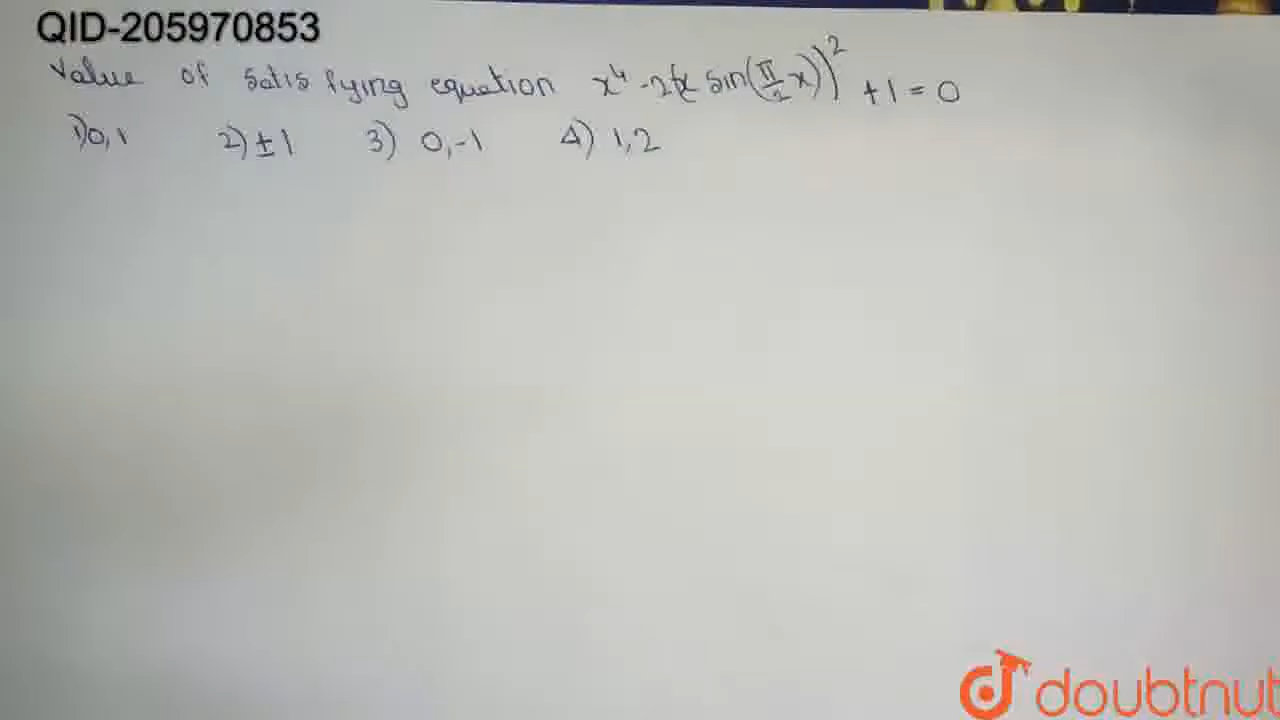 QID-205970853
Value of satisfying equation x⁴ - 2(x sin(π/2 x))² + 1 = 0
1) 0, 1 2) ± 1 3) 0, -1 4) 1, 2
doubtnut